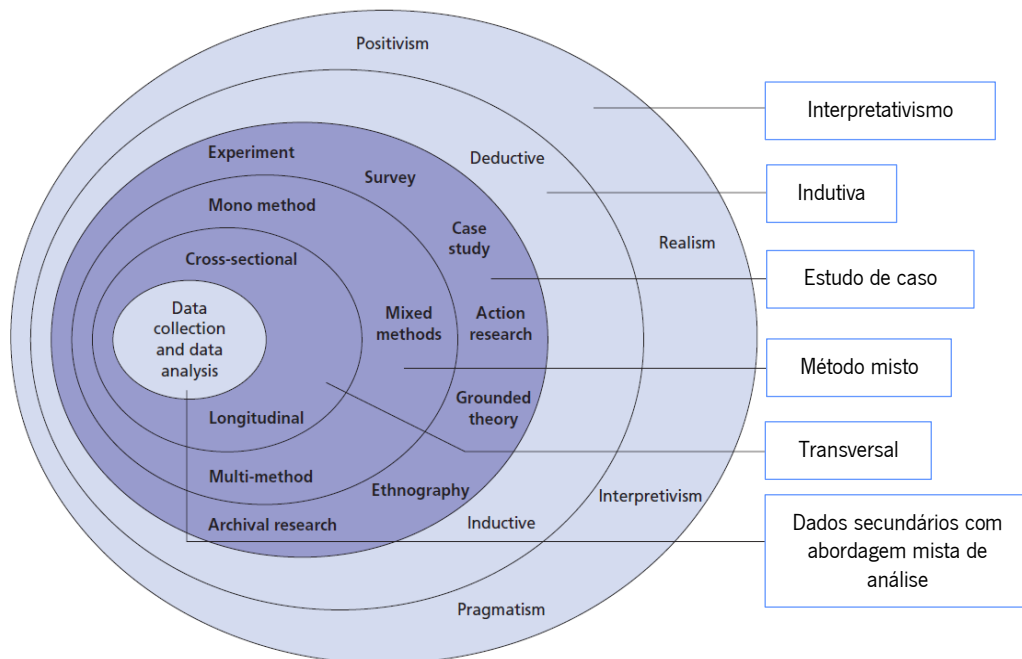 Positivism
Interpretativismo
Experiment
Deductive
Survey
Indutiva
Mono method
Case
study
Realism
Cross-sectional
Estudo de caso
Data
collection
and data
analysis
Mixed
methods
Action
research
Método misto
Grounded
theory
Longitudinal
Transversal
Multi-method
Ethnography
Interpretivism
Archival research
Inductive
Dados secundários com
abordagem mista de
análise
Pragmatism